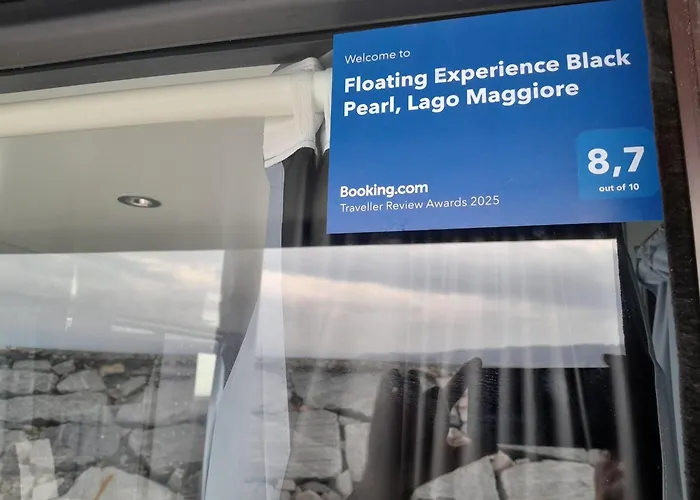 Welcome to
Floating Experience Black
Pearl, Lago Maggiore
8,7
out of 10
Booking.com
Traveller Review Awards 2025